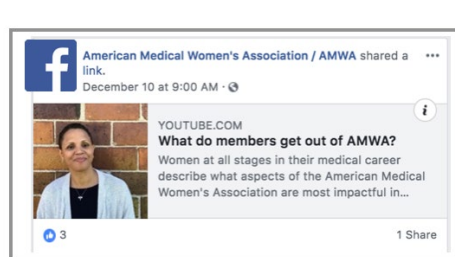 American Medical Women's Association / AMWA shared a
link.
December 10 at 9:00 AM ·
YOUTUBE.COM
What do members get out of AMWA?
Women at all stages in their medical career
describe what aspects of the American Medical
Women's Association are most impactful in...
3
1 Share